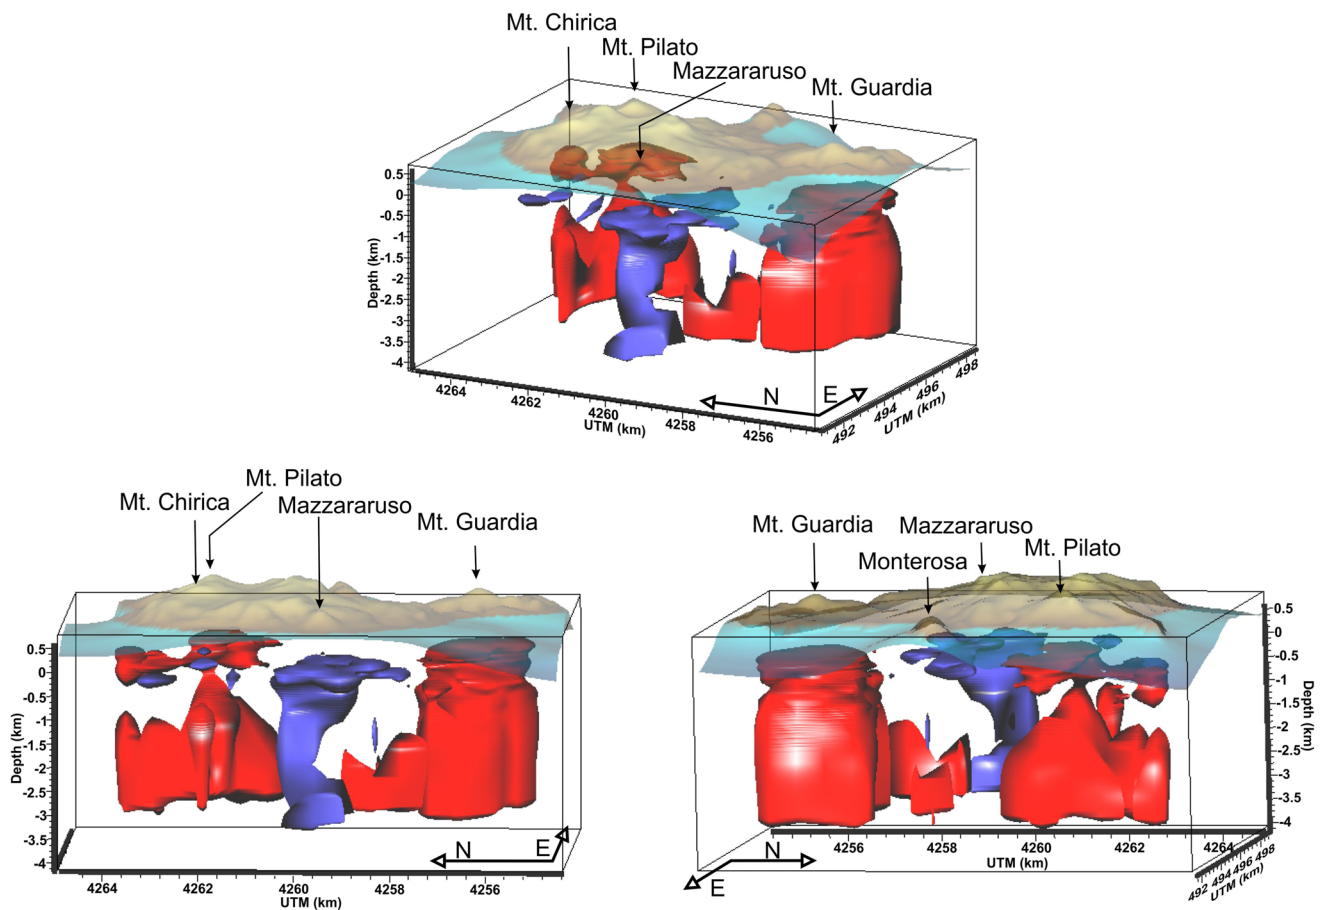 Mt. Chirica
Mt. Pilato
Mazzararuso
Mt. Guardia
0.5
0
-0.5
-1
-1.5
-2
-2.5
-3
-3.5
-4
Depth (km)
4264
4262
4260
4258
4256
UTM (km)
N
E
492
494
496
498
UTM (km)
Mt. Pilato
Mt. Chirica
Mazzararuso
Mt. Guardia
0.5
0
-0.5
-1
-1.5
-2
-2.5
-3
-3.5
-4
Depth (km)
N
E
4264
4262
4260
4258
4256
UTM (km)
Mt. Guardia
Mazzararuso
Monterosa
Mt. Pilato
0.5
0
-0.5
-1
-1.5
-2
-2.5
-3
-3.5
-4
Depth (km)
N
E
4256
4258
4260
4262
4264
UTM (km)
492
494
496
498
UTM (km)